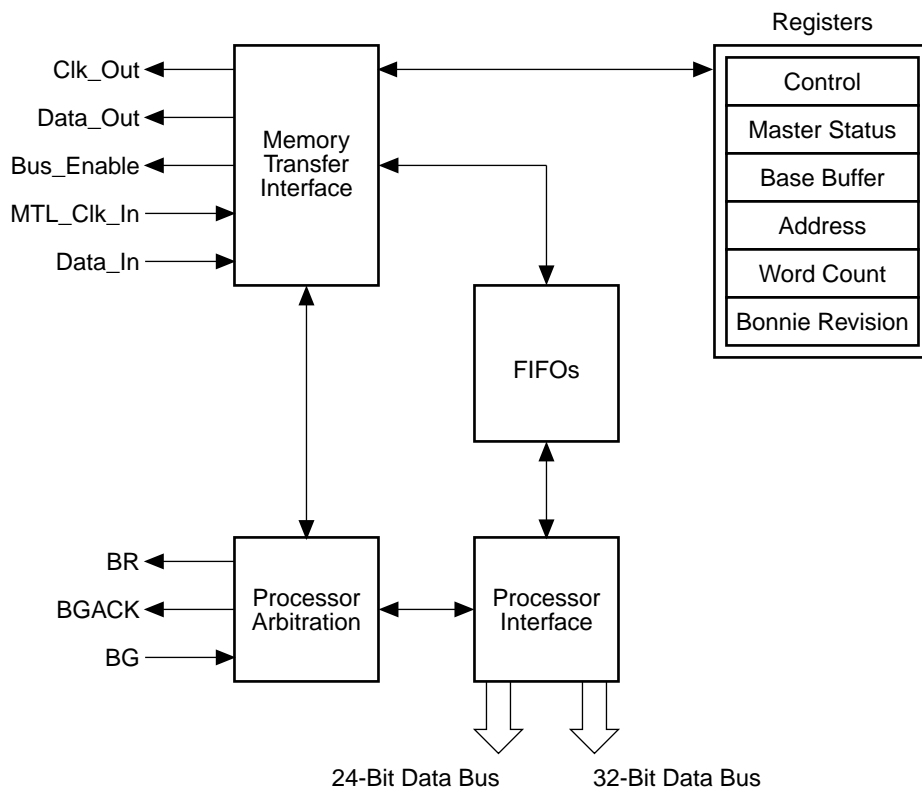 Registers
Control
Master Status
Base Buffer
Address
Word Count
Bonnie Revision
Clk_Out
Data_Out
Bus_Enable
MTL_Clk_In
Data_In
Memory
Transfer
Interface
FIFOs
BR
BGACK
BG
Processor
Arbitration
Processor
Interface
24-Bit Data Bus
32-Bit Data Bus